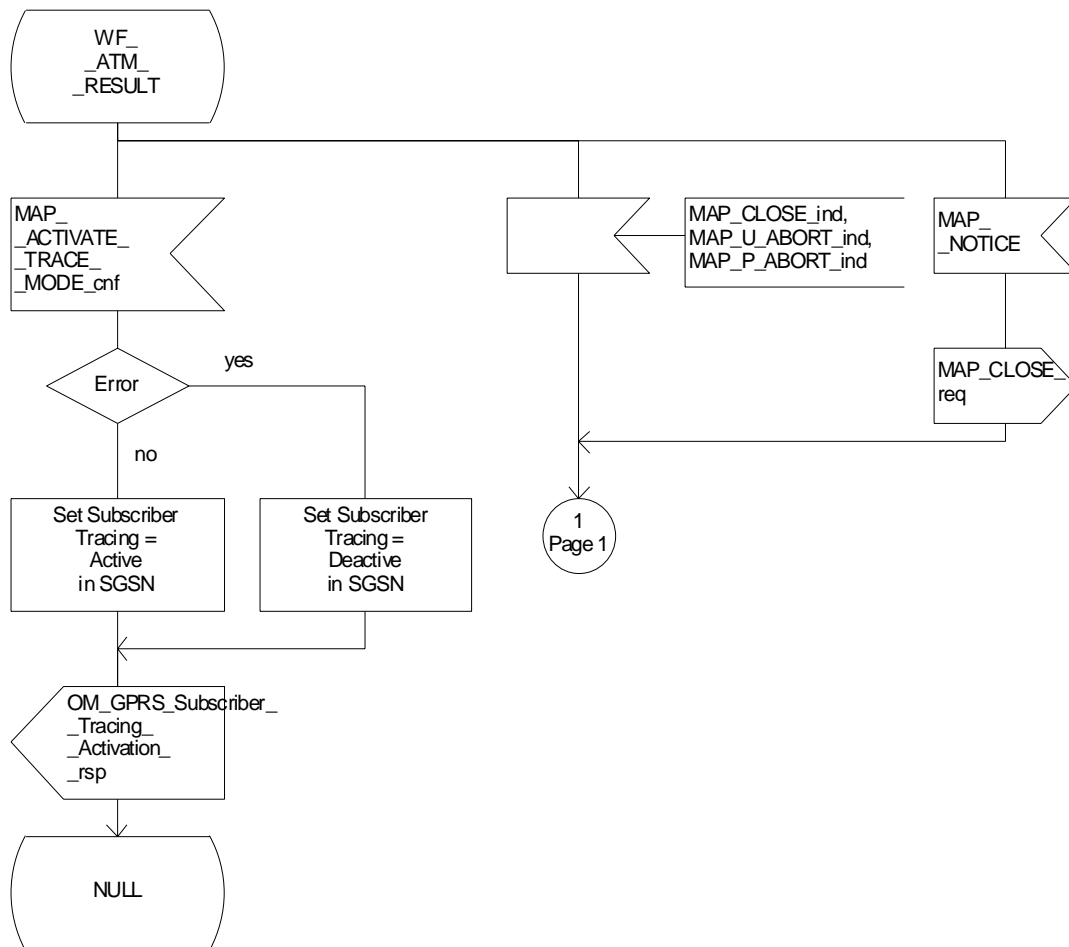 WF_
_ATM_
_RESULT
MAP_
_ACTIVATE_
_TRACE_
_MODE_cnf
MAP_CLOSE_ind,
MAP_U_ABORT_ind,
MAP_P_ABORT_ind
MAP_
_NOTICE
MAP_CLOSE_
req
Error
yes
no
Set Subscriber
Tracing =
Active
in SGSN
Set Subscriber
Tracing =
Deactive
in SGSN
1
Page 1
OM_GPRS_Subscriber_
_Tracing_
_Activation_
_rsp
NULL